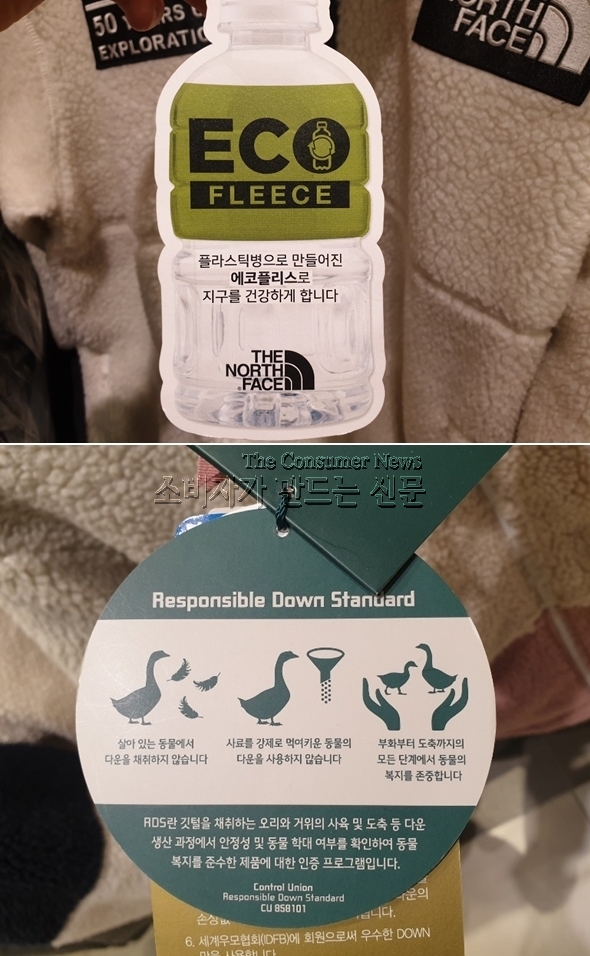 50 YEARS
EXPLORATIO
NORTH
FACE
ECO
FLEECE
플라스틱병으로 만들어진
에코플리스로
지구를 건강하게 합니다
THE
NORTH
FACE
The Consumer News
소비자가 만드는 신문
Responsible Down Standard
살아 있는 동물에서
다운을 채취하지 않습니다
사료를 강제로 먹여키운 동물의
다운을 사용하지 않습니다
부화부터 도축까지의
모든 단계에서 동물의
복지를 존중합니다
RDS란 깃털을 채취하는 오리와 거위의 사육 및 도축 등 다운
생산 과정에서 안정성 및 동물 학대 여부를 확인하여 동물
복지를 준수한 제품에 대한 인증 프로그램입니다.
Control Union
Responsible Down Standard
CU 858101
6. 세계우모협회(IDFB)에 회원으로써 우수한 DOWN